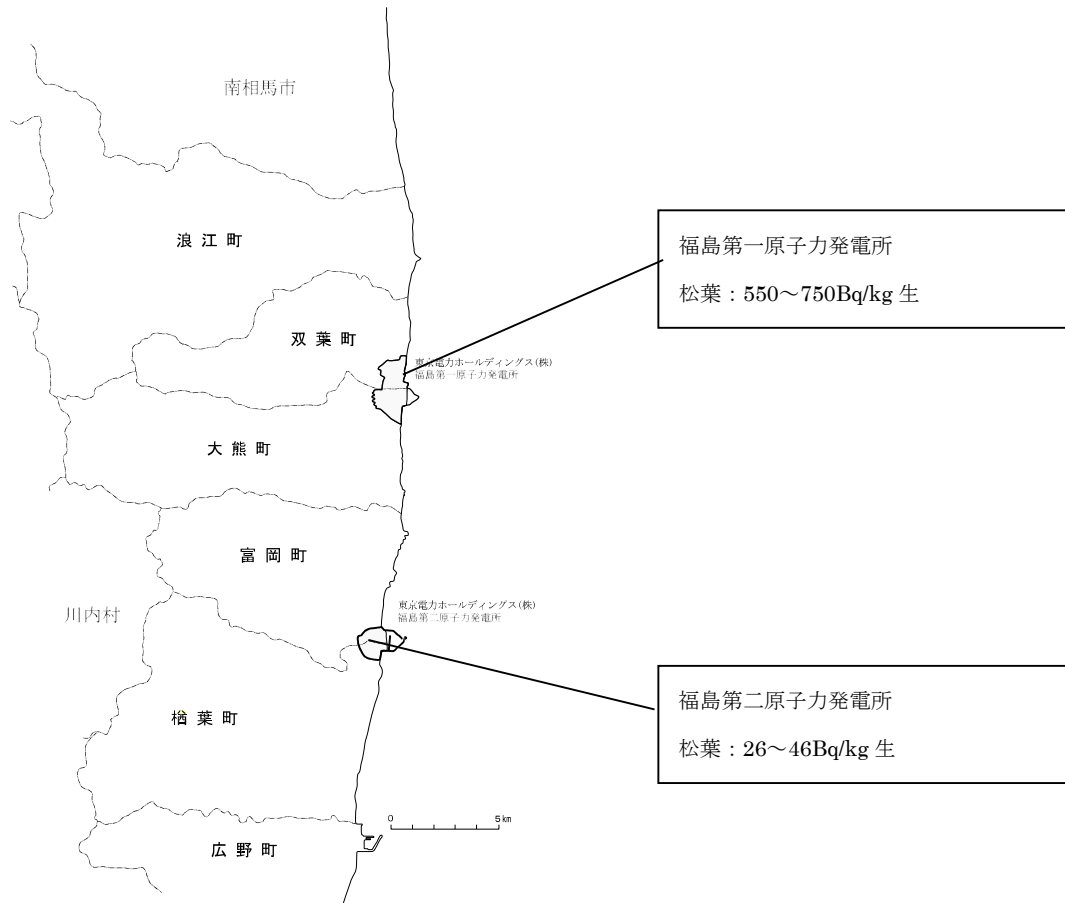 南相馬市
浪江町
福島第一原子力発電所
松葉：550～750Bq/kg 生
双葉町
東京電力ホールディングス(株)
福島第一原子力発電所
大熊町
富岡町
川内村
東京電力ホールディングス(株)
福島第二原子力発電所
福島第二原子力発電所
松葉：26～46Bq/kg 生
楢葉町
0 5km
広野町